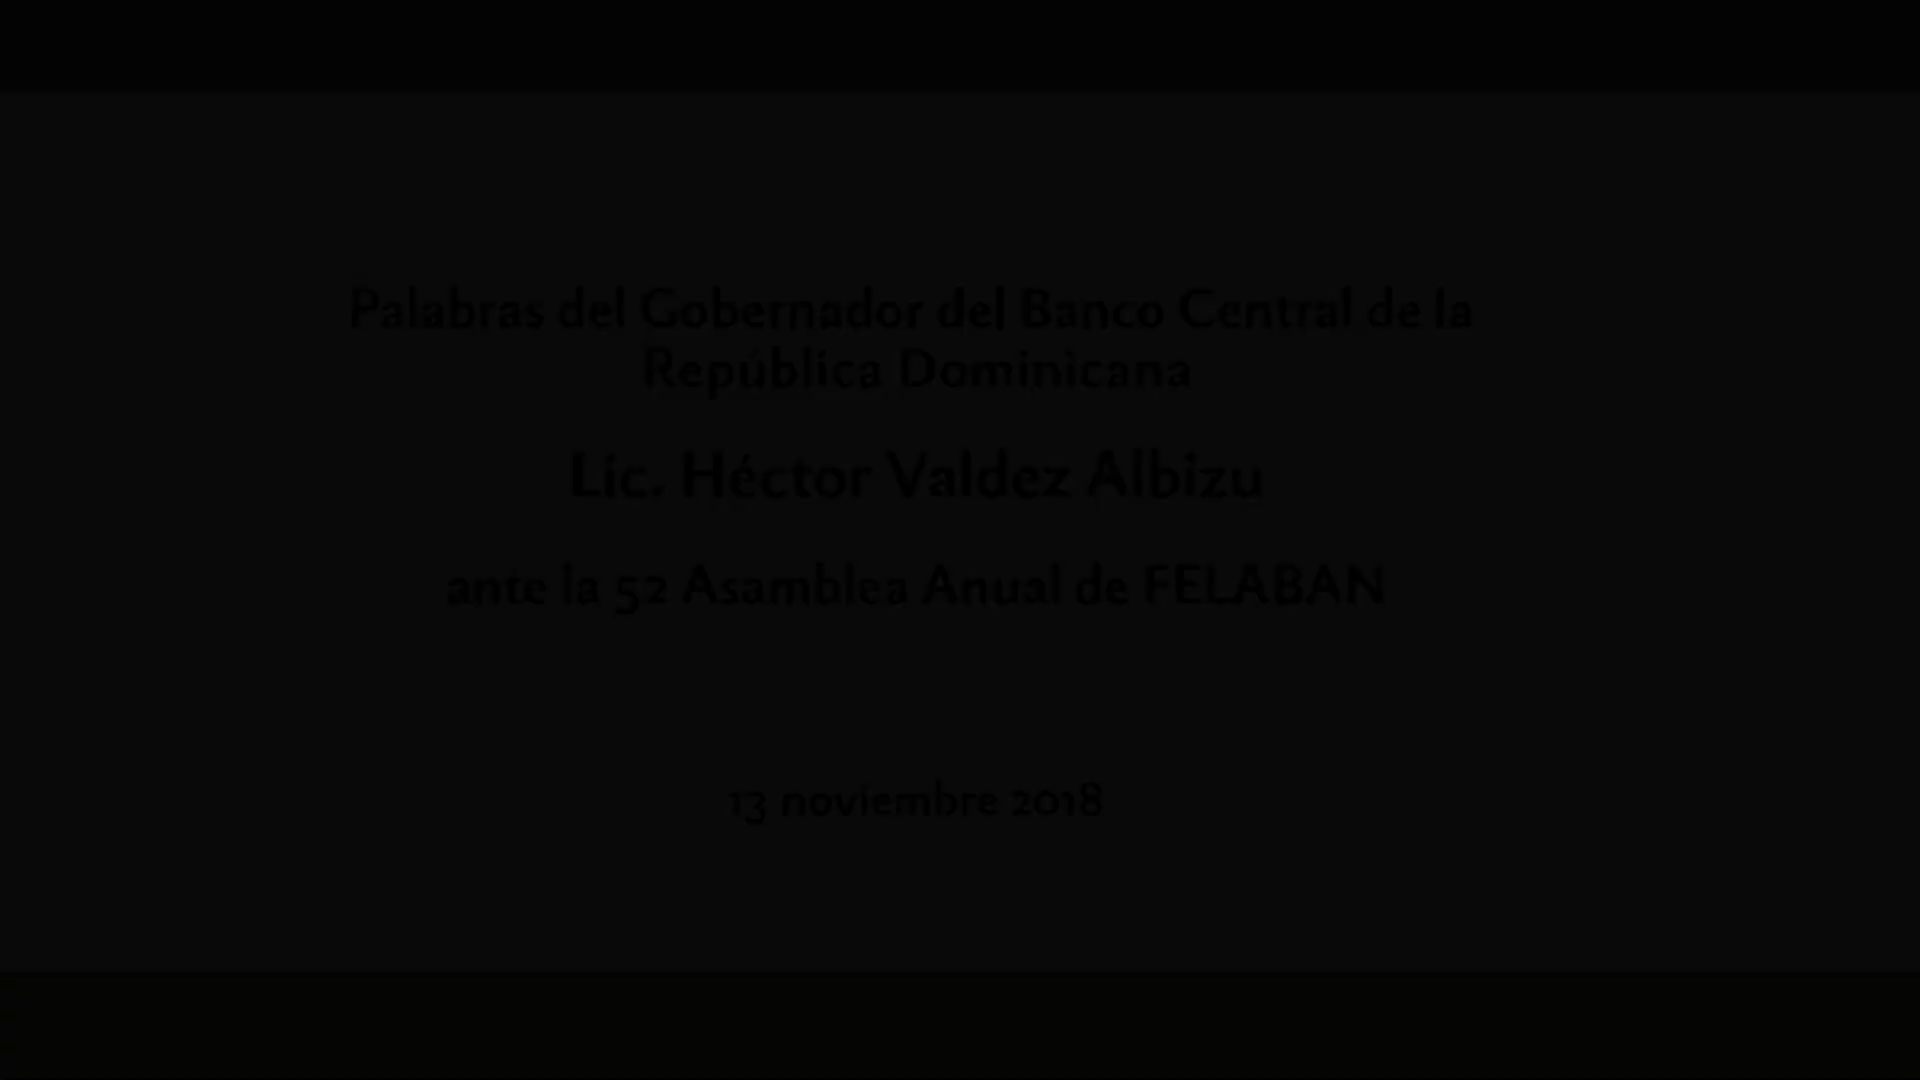 Palabras del Gobernador del Banco Central de la
República Dominicana
Lic. Héctor Valdez Albizu
ante la 52 Asamblea Anual de FELABAN
13 noviembre 2018